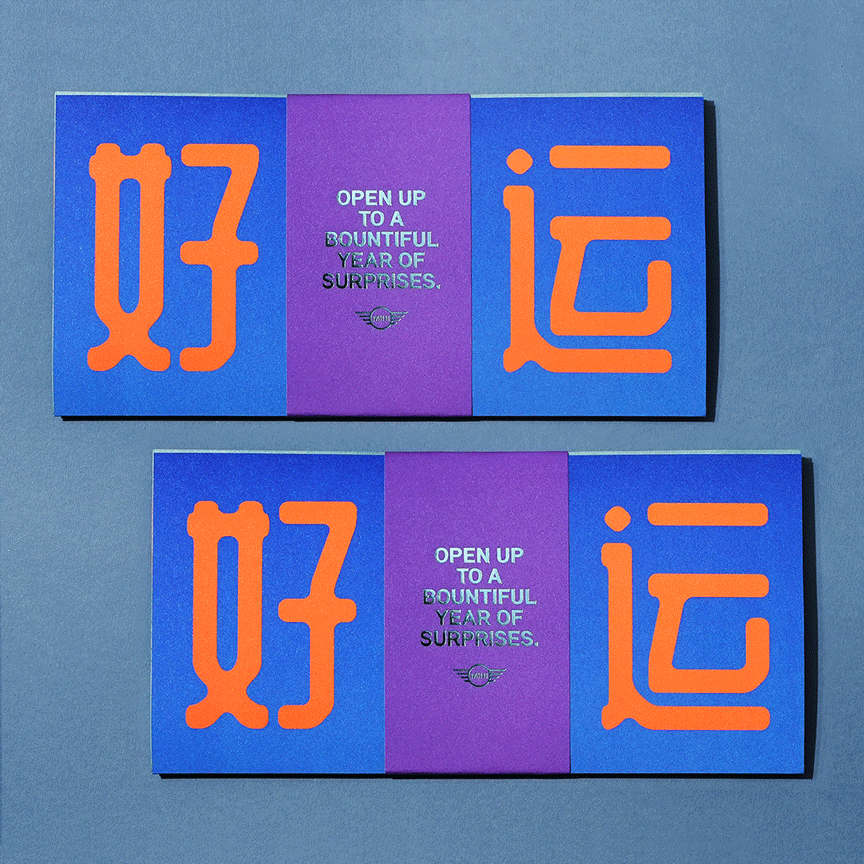 好
OPEN UP
TO A
BOUNTIFUL
YEAR OF
SURPRISES.
MINI
运
好
OPEN UP
TO A
BOUNTIFUL
YEAR OF
SURPRISES.
MINI
运